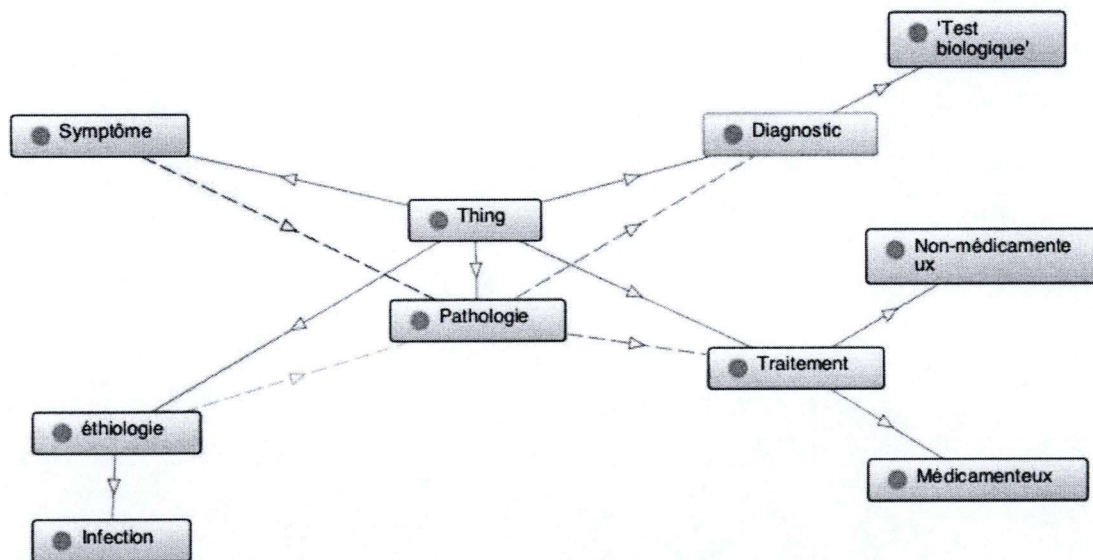 'Test
biologique'
Symptôme
Diagnostic
Thing
Non-médicamente
ux
Pathologie
Traitement
éthiologie
Médicamenteux
Infection